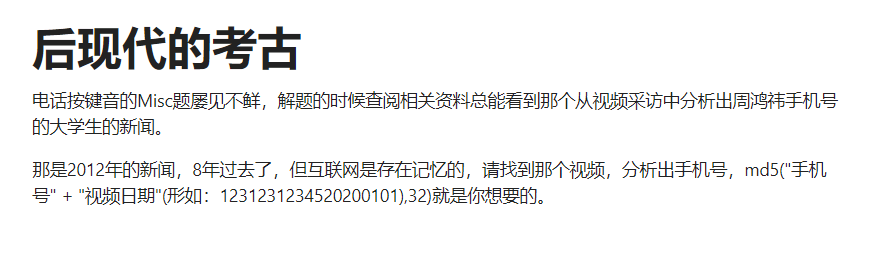 后现代的考古
电话按键音的Misc题屡见不鲜，解题的时候查阅相关资料总能看到那个从视频采访中分析出周鸿祎手机号
的大学生的新闻。
那是2012年的新闻，8年过去了，但互联网是存在记忆的，请找到那个视频，分析出手机号，md5("手机
号" + "视频日期"(形如：1231231234520200101),32)就是你想要的。